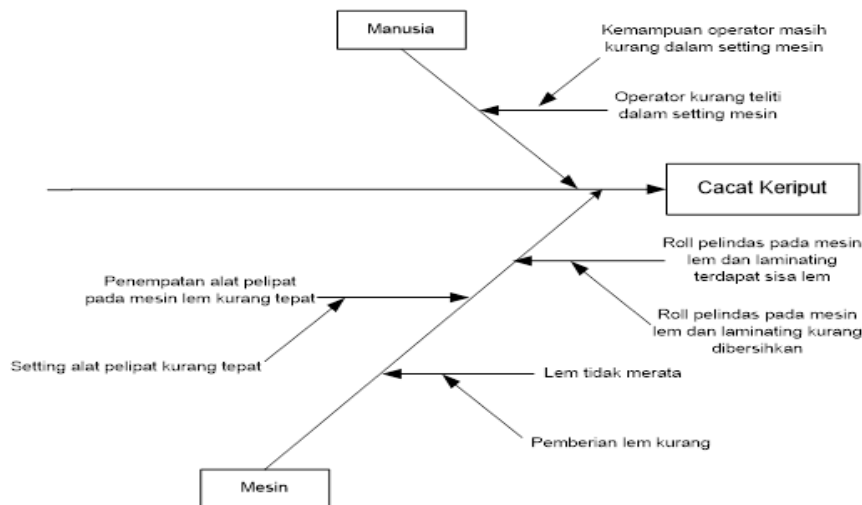 Manusia
Kemampuan operator masih
kurang dalam setting mesin
Operator kurang teliti
dalam setting mesin
Cacat Keriput
Roll pelindas pada mesin
lem dan laminating
terdapat sisa lem
Penempatan alat pelipat
pada mesin lem kurang tepat
Roll pelindas pada mesin
lem dan laminating kurang
dibersihkan
Setting alat pelipat kurang tepat
Lem tidak merata
Pemberian lem kurang
Mesin